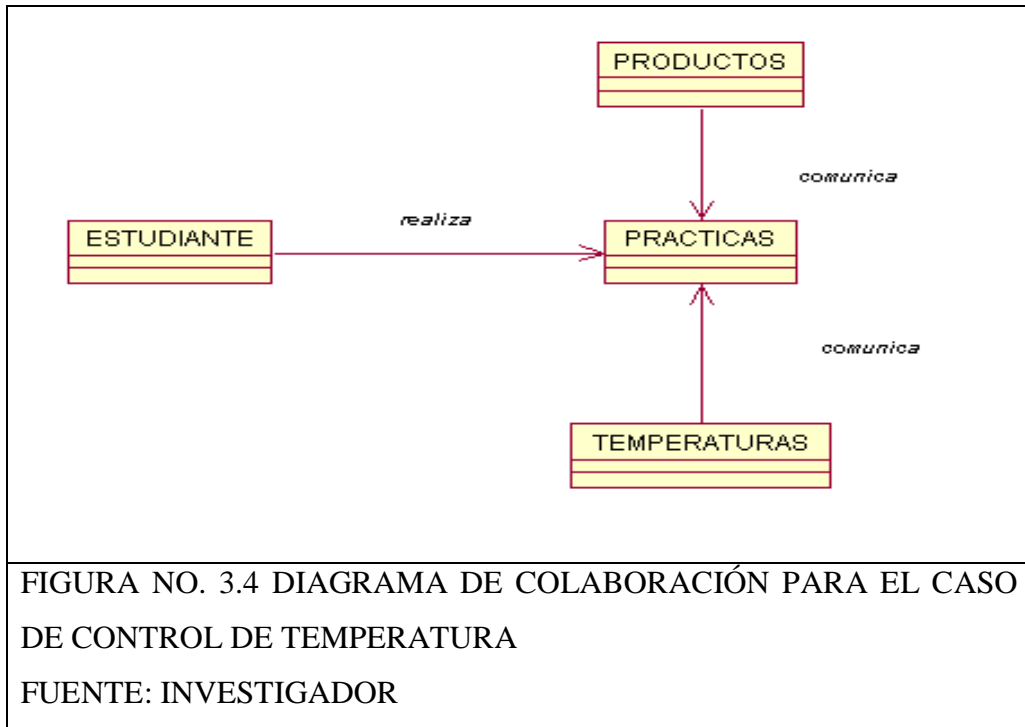 PRODUCTOS
comunica
realiza
ESTUDIANTE
PRACTICAS
comunica
TEMPERATURAS
FIGURA NO. 3.4 DIAGRAMA DE COLABORACIÓN PARA EL CASO
DE CONTROL DE TEMPERATURA
FUENTE: INVESTIGADOR